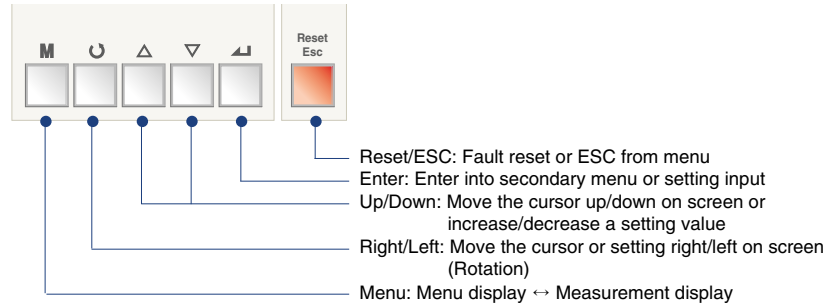 M
Reset
Esc
Reset/ESC: Fault reset or ESC from menu
Enter: Enter into secondary menu or setting input
Up/Down: Move the cursor up/down on screen or
increase/decrease a setting value
Right/Left: Move the cursor or setting right/left on screen
(Rotation)
Menu: Menu display ↔ Measurement display